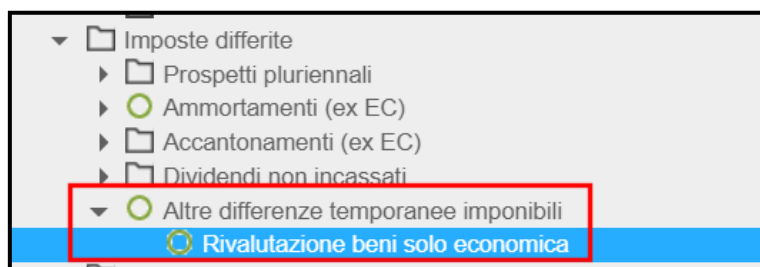 Imposte differite
Prospetti pluriennali
Ammortamenti (ex EC)
Accantonamenti (ex EC)
Dividendi non incassati
Altre differenze temporanee imponibili
Rivalutazione beni solo economica